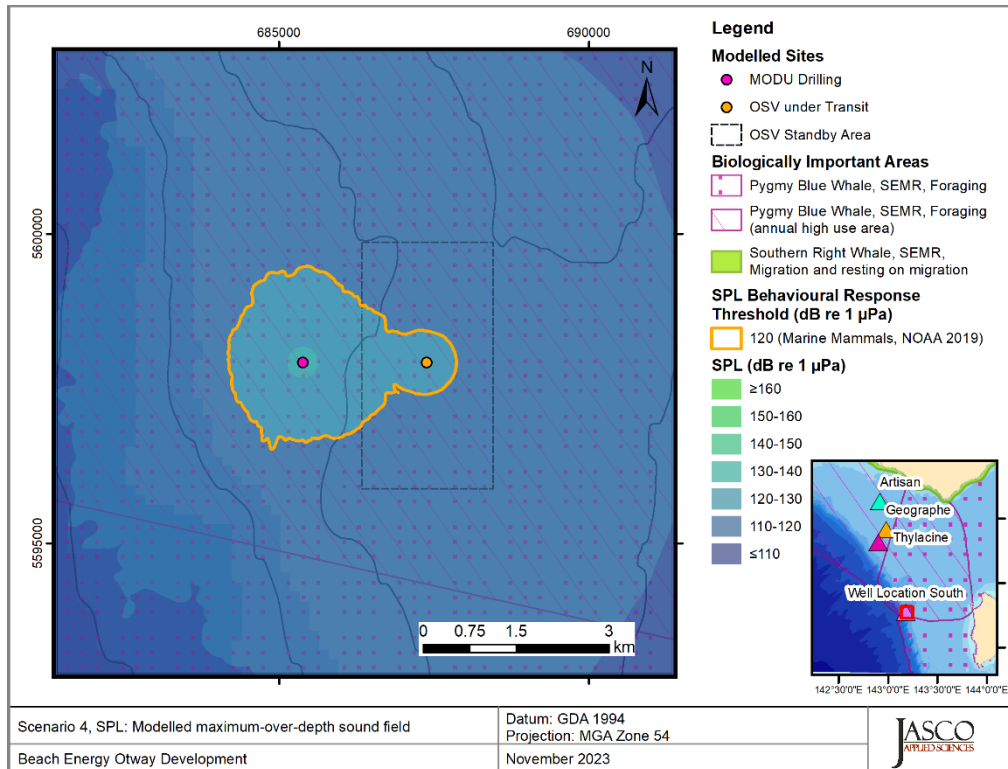 685000
690000
5600000
5595000
N
0 0.75 1.5 3
km
Legend
Modelled Sites
MODU Drilling
OSV under Transit
OSV Standby Area
Biologically Important Areas
Pygmy Blue Whale, SEMR, Foraging
Pygmy Blue Whale, SEMR, Foraging
(annual high use area)
Southern Right Whale, SEMR,
Migration and resting on migration
SPL Behavioural Response
Threshold (dB re 1 µPa)
120 (Marine Mammals, NOAA 2019)
SPL (dB re 1 µPa)
≥160
150-160
140-150
130-140
120-130
110-120
≤110
Artisan
Geographe
Thylacine
Well Location South
142°30'0"E 143°0'0"E 143°30'0"E 144°0'0"E
Scenario 4, SPL: Modelled maximum-over-depth sound field
Datum: GDA 1994
Projection: MGA Zone 54
Beach Energy Otway Development
November 2023
JASCO
APPLIED SCIENCES